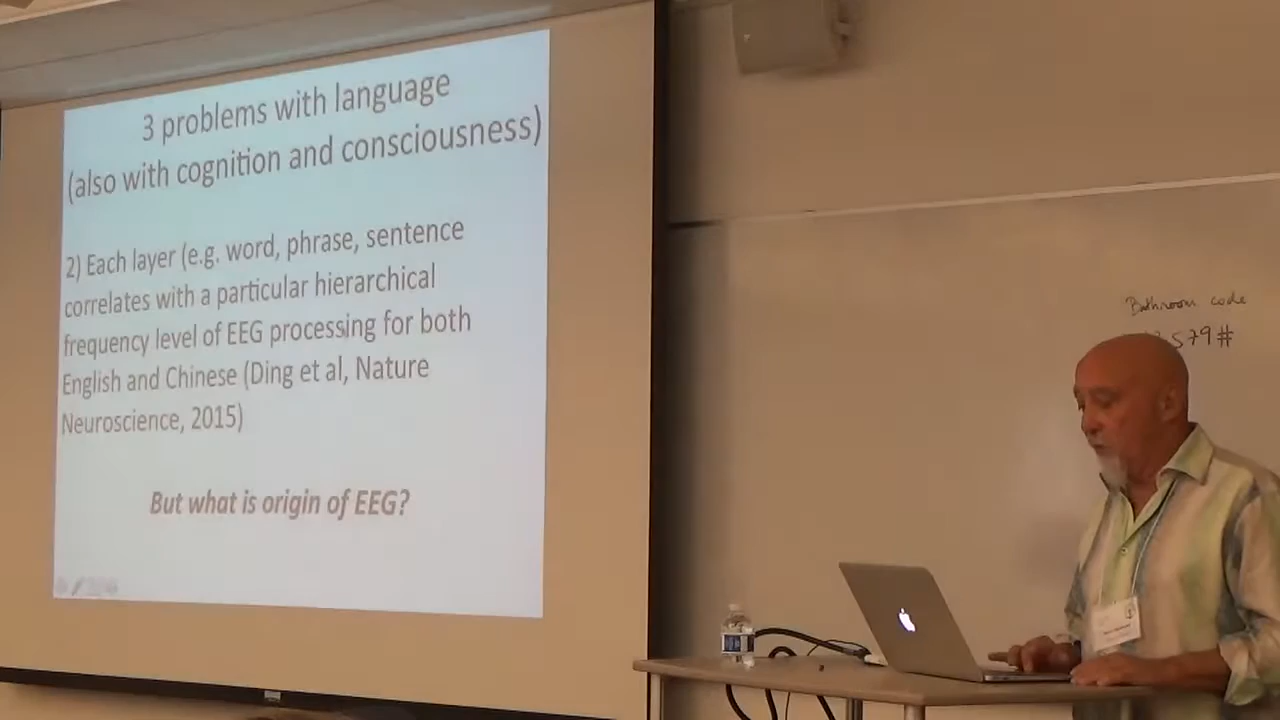 3 problems with language
(also with cognition and consciousness)
2) Each layer (e.g. word, phrase, sentence
correlates with a particular hierarchical
frequency level of EEG processing for both
English and Chinese (Ding et al, Nature
Neuroscience, 2015)
But what is origin of EEG?
Bathroom code
579#